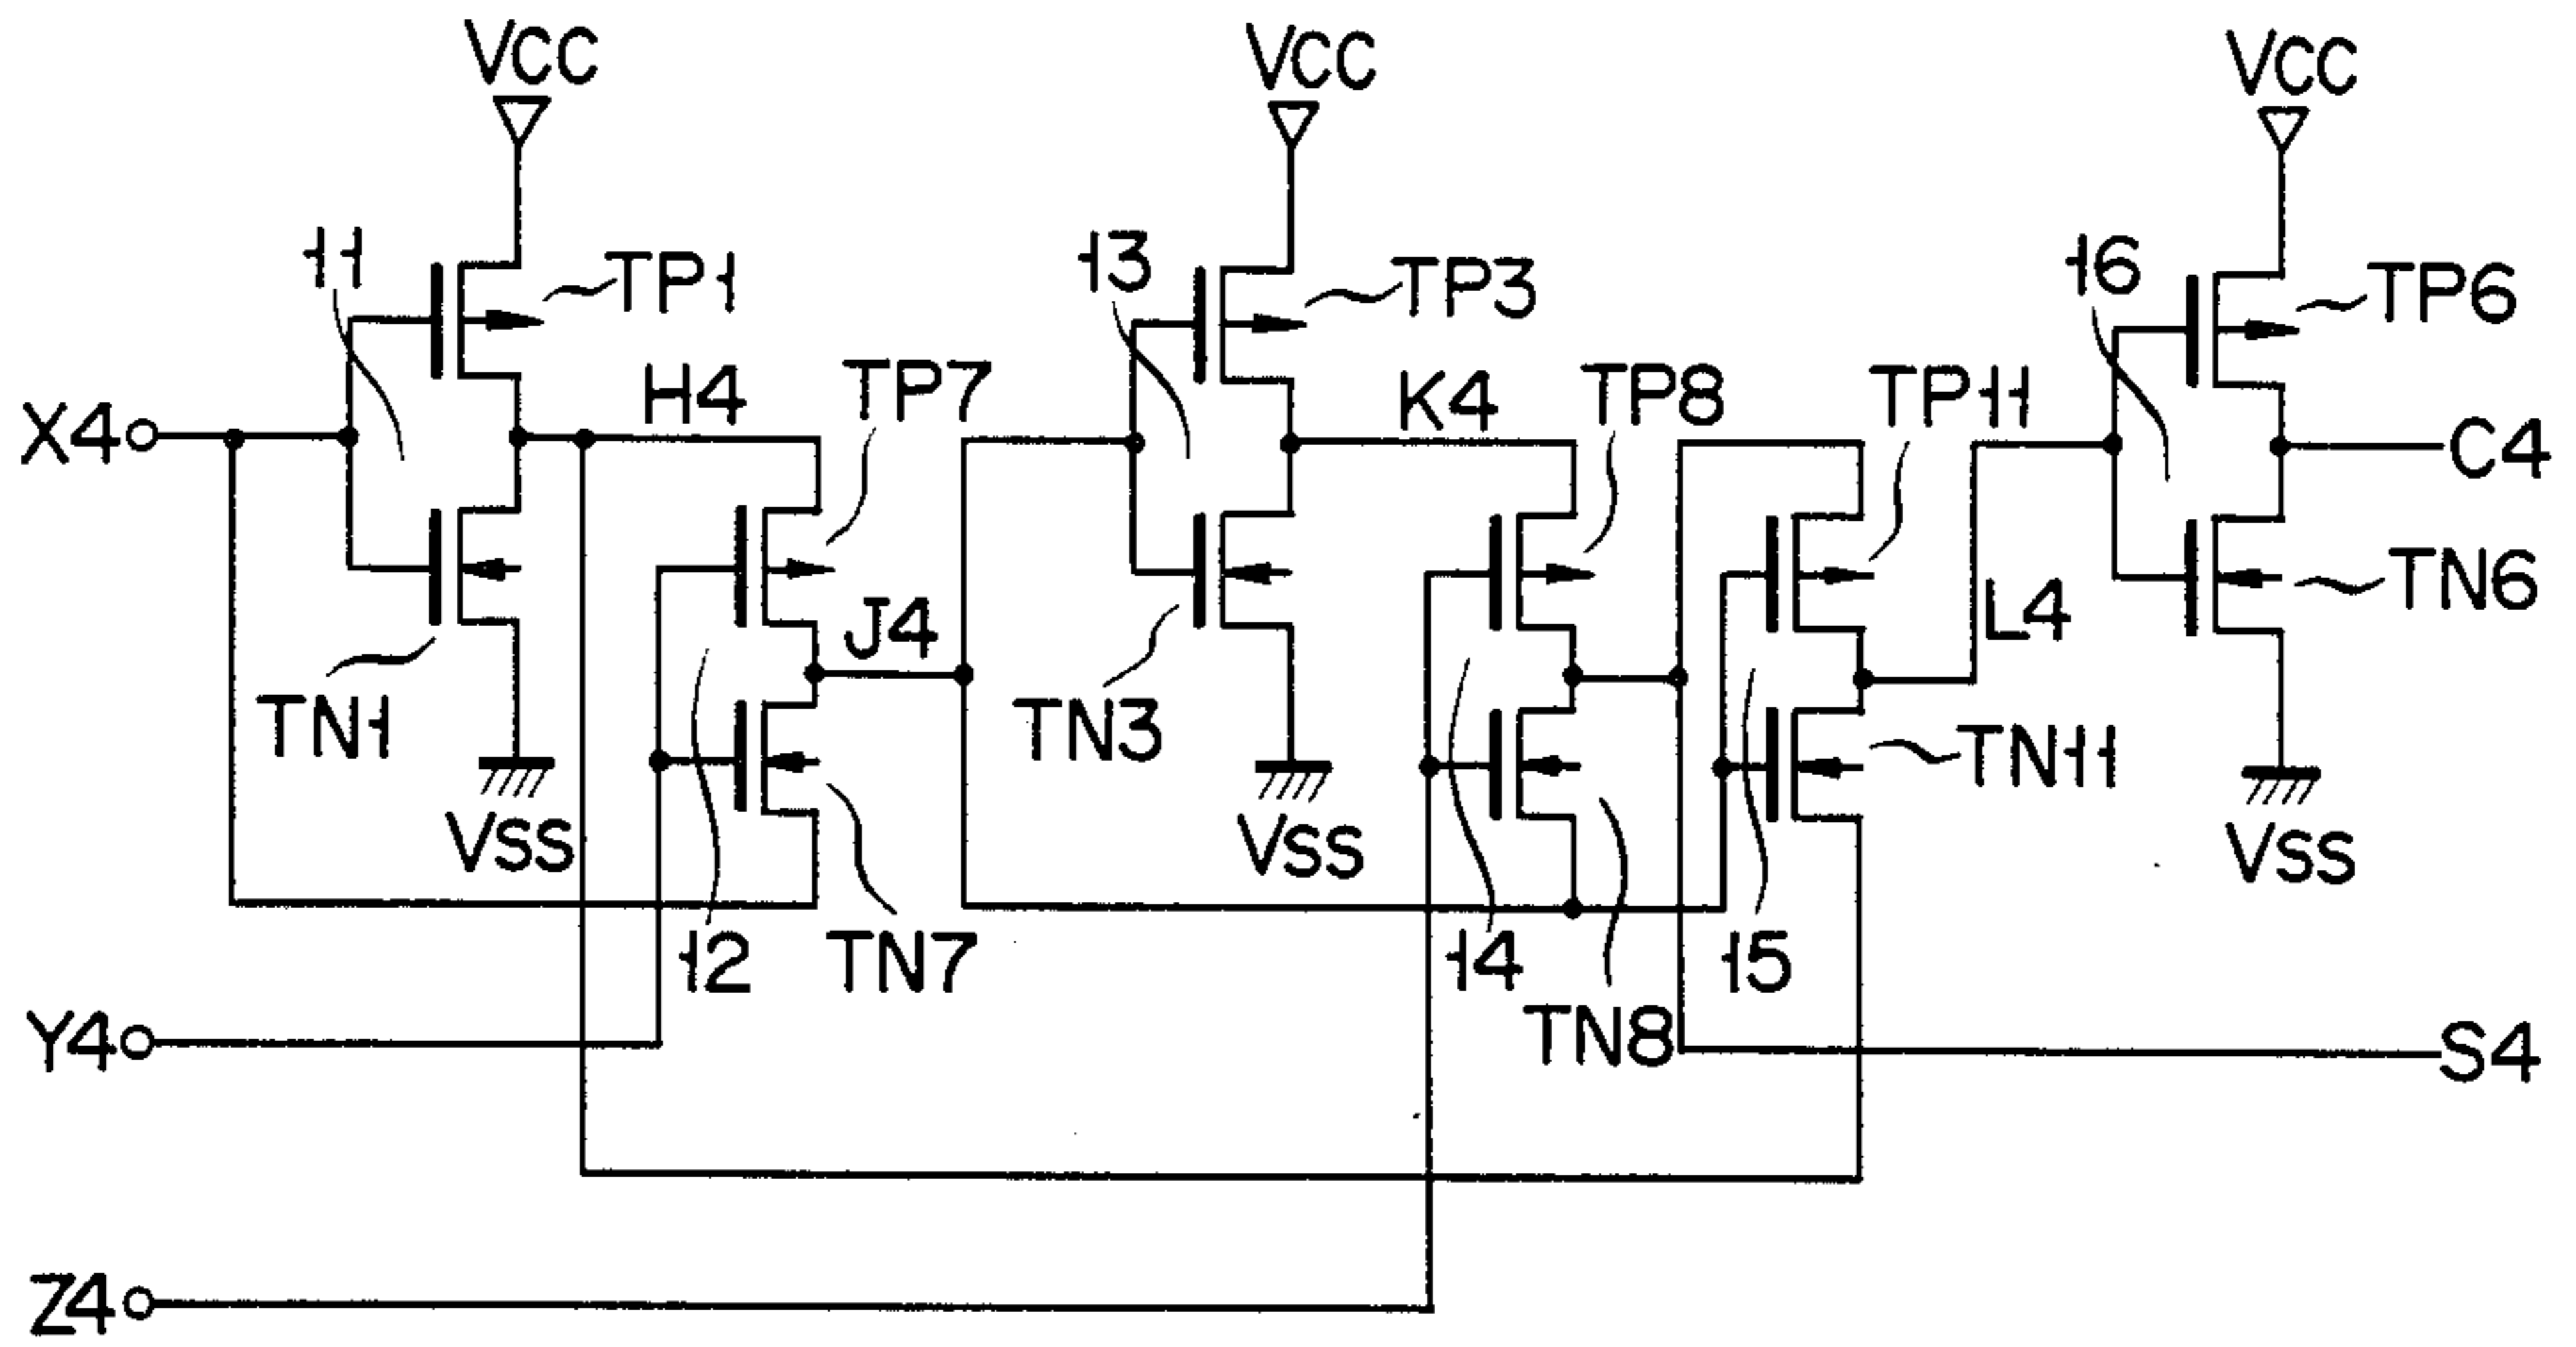 VCC VCC VCC
11 TP1 13 TP3 16 TP6
X4 H4 TP7 K4 TP8 TP11 C4
J4 L4 TN6
TN1 TN3 TN11
VSS VSS VSS
12 TN7 14 15
Y4 TN8 S4
Z4